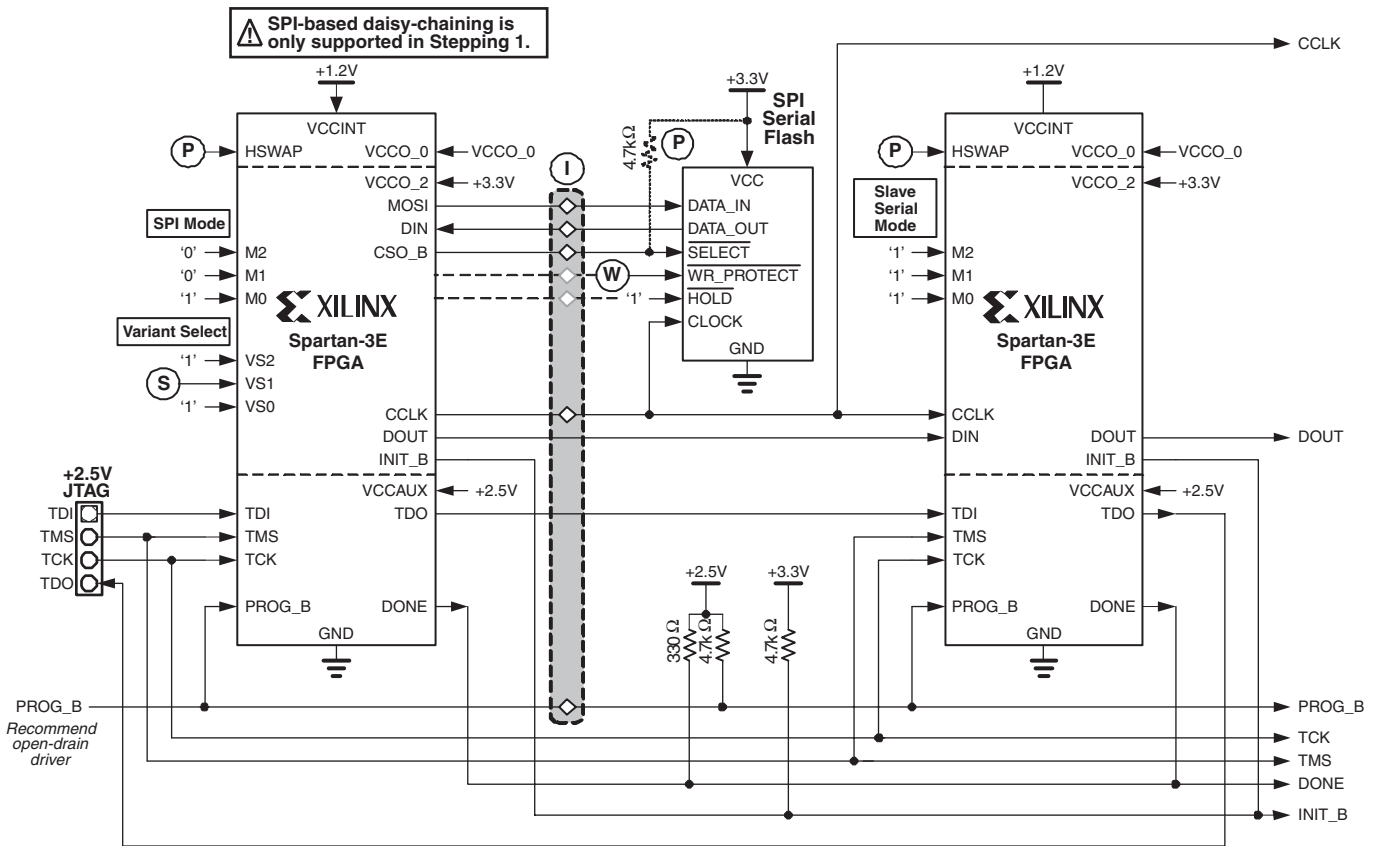 ⚠ SPI-based daisy-chaining is
only supported in Stepping 1.
CCLK
+1.2V
+3.3V
+1.2V
SPI
Serial
Flash
VCCINT
P
HSWAP
VCCO_0
VCCO_0
VCCO_2
+3.3V
I
4.7kΩ
P
VCC
VCCINT
P
HSWAP
VCCO_0
VCCO_0
VCCO_2
+3.3V
MOSI
DATA_IN
Slave
Serial
Mode
SPI Mode
DIN
DATA_OUT
'0'
M2
CSO_B
SELECT
'1'
M2
'0'
M1
W
WR_PROTECT
'1'
M1
'1'
M0
'1'
HOLD
'1'
M0
XILINX
Spartan-3E
FPGA
CLOCK
GND
XILINX
Spartan-3E
FPGA
Variant Select
'1'
VS2
S
VS1
'1'
VS0
CCLK
CCLK
DOUT
DIN
DOUT
DOUT
INIT_B
INIT_B
+2.5V
JTAG
VCCAUX
+2.5V
VCCAUX
+2.5V
TDI
TDI
TDO
TDI
TDO
TMS
TMS
TMS
TCK
TCK
TCK
TDO
+2.5V
+3.3V
PROG_B
DONE
PROG_B
DONE
GND
330 Ω
4.7k Ω
4.7k Ω
GND
PROG_B
Recommend
open-drain
driver
PROG_B
TCK
TMS
DONE
INIT_B